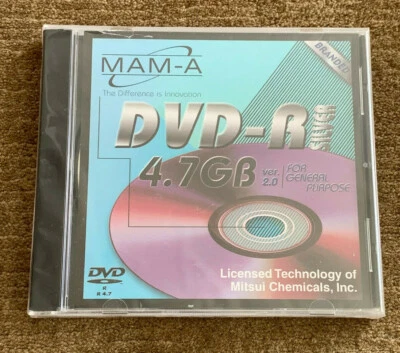 BRANDED
MAM-A
The Difference is Innovation
DVD-R
SILVER
4.7GB
ver.
2.0
FOR
GENERAL
PURPOSE
DVD
R
R 4.7
Licensed Technology of
Mitsui Chemicals, Inc.